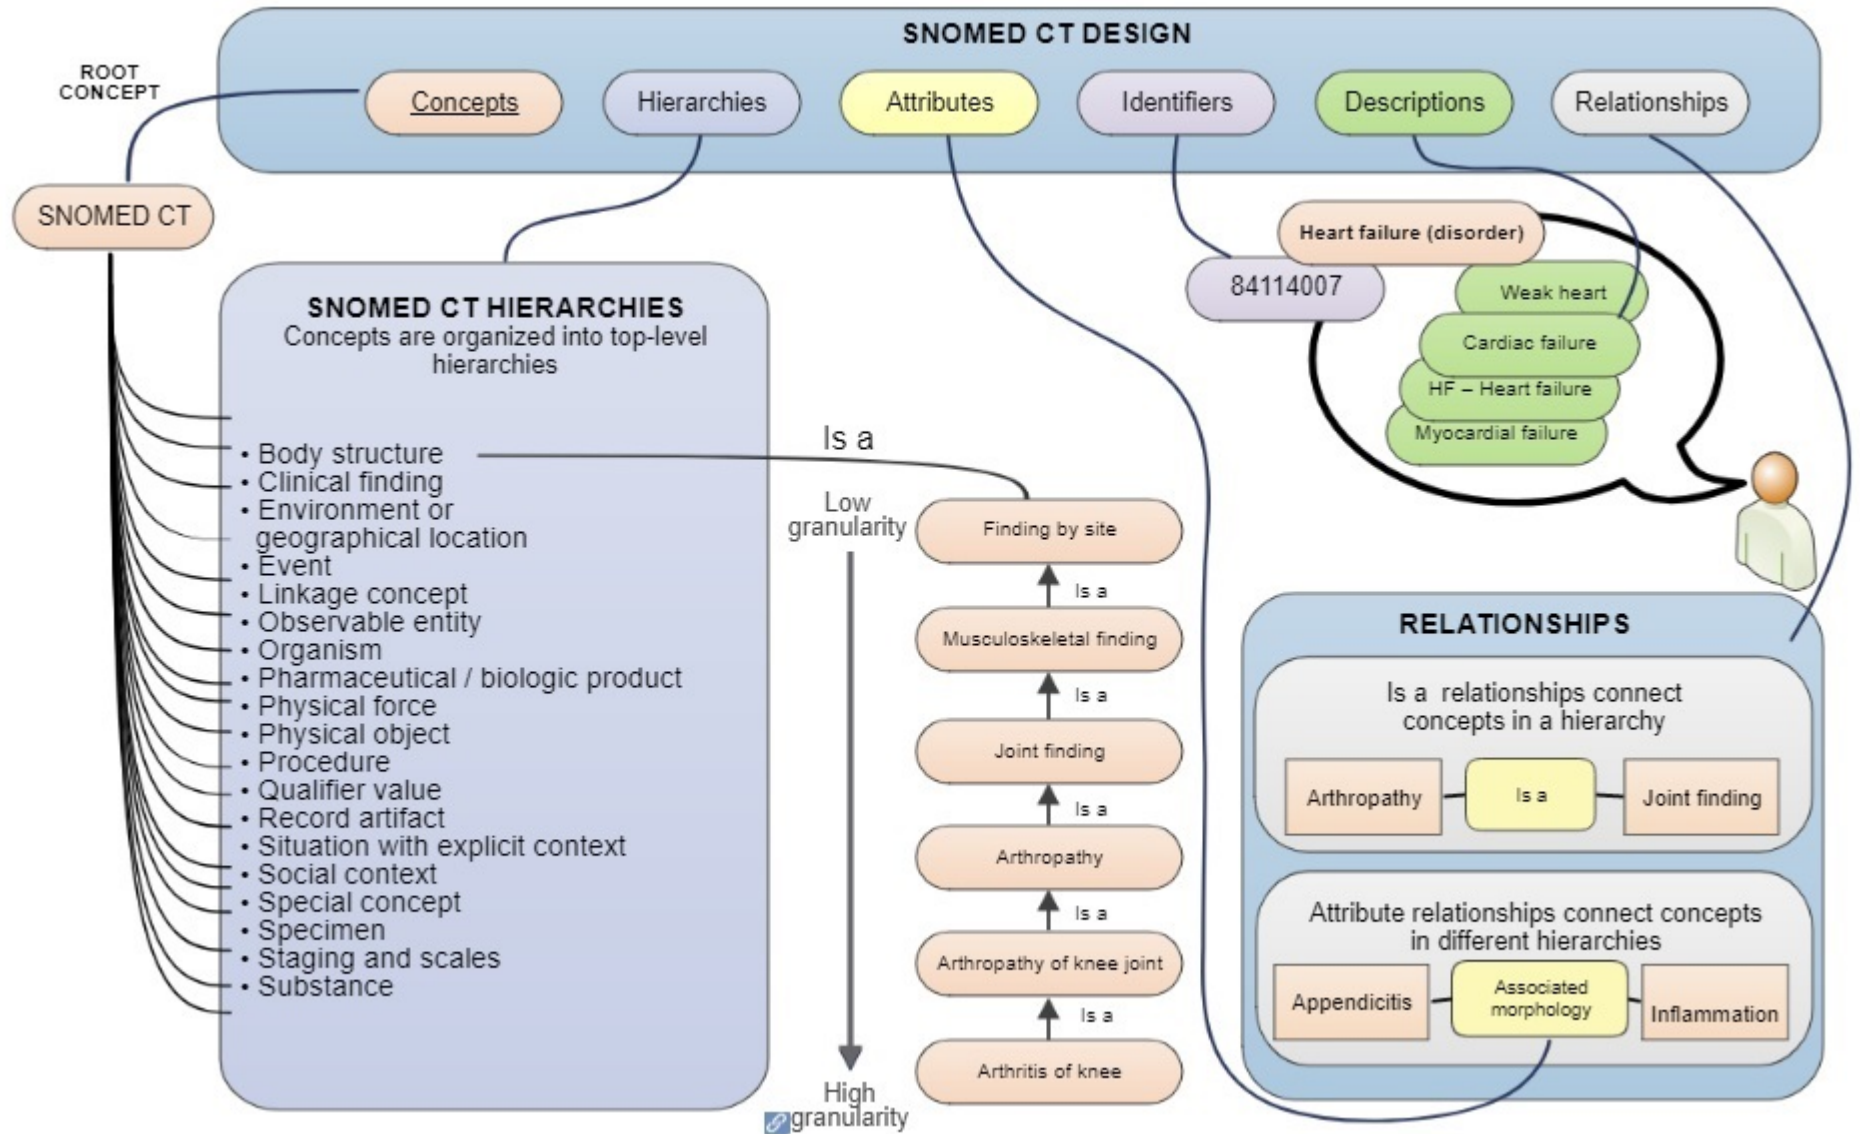 SNOMED CT DESIGN
ROOT
CONCEPT
Concepts
Hierarchies
Attributes
Identifiers
Descriptions
Relationships
SNOMED CT
SNOMED CT HIERARCHIES
Concepts are organized into top-level
hierarchies
• Body structure
• Clinical finding
• Environment or
geographical location
• Event
• Linkage concept
• Observable entity
• Organism
• Pharmaceutical / biologic product
• Physical force
• Physical object
• Procedure
• Qualifier value
• Record artifact
• Situation with explicit context
• Social context
• Special concept
• Specimen
• Staging and scales
• Substance
Is a
Low
granularity
High
granularity
Finding by site
Is a
Musculoskeletal finding
Is a
Joint finding
Is a
Arthropathy
Is a
Arthropathy of knee joint
Is a
Arthritis of knee
Heart failure (disorder)
84114007
Weak heart
Cardiac failure
HF – Heart failure
Myocardial failure
RELATIONSHIPS
Is a relationships connect
concepts in a hierarchy
Arthropathy
Is a
Joint finding
Attribute relationships connect concepts
in different hierarchies
Appendicitis
Associated
morphology
Inflammation